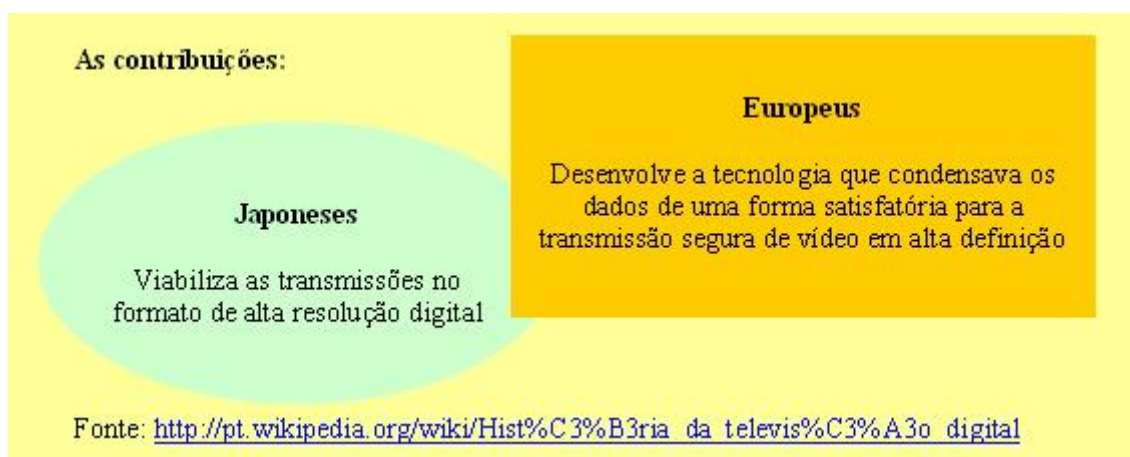 As contribuições:
Europeus
Desenvolve a tecnologia que condensava os
dados de uma forma satisfatória para a
transmissão segura de vídeo em alta definição
Japoneses
Viabiliza as transmissões no
formato de alta resolução digital
Fonte: http://pt.wikipedia.org/wiki/Hist%C3%B3ria_da_televis%C3%A3o_digital